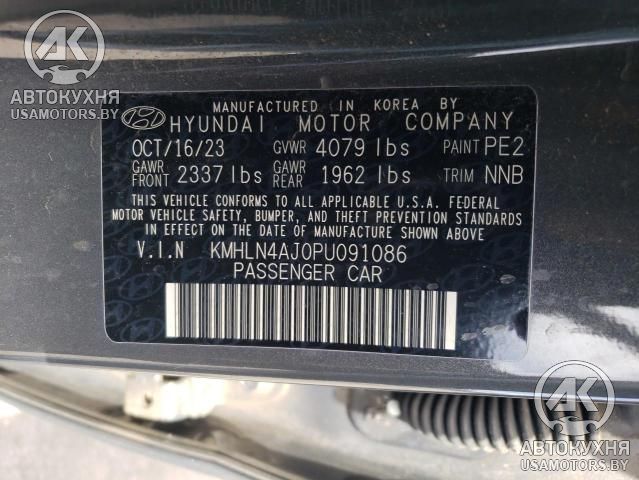 АК
АВТОКУХНЯ
USAMOTORS.BY
MANUFACTURED IN KOREA BY
HYUNDAI MOTOR COMPANY
OCT/16/23 GVWR 4079 lbs PAINT PE2
GAWR FRONT 2337 lbs GAWR REAR 1962 lbs TRIM NNB
THIS VEHICLE CONFORMS TO ALL APPLICABLE U.S.A. FEDERAL
MOTOR VEHICLE SAFETY, BUMPER, AND THEFT PREVENTION STANDARDS IN
EFFECT ON THE DATE OF MANUFACTURE SHOWN ABOVE
V.I.N KMHLN4AJ0PU091086
PASSENGER CAR
АК
АВТОКУХНЯ
USAMOTORS.BY